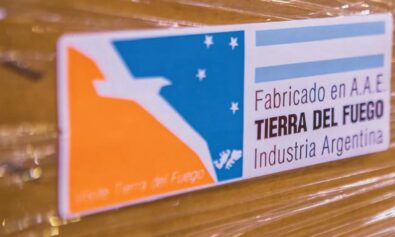 Fabricado en A.A.E.
TIERRA DEL FUEGO
Industria Argentina
Visite Tierra del Fuego